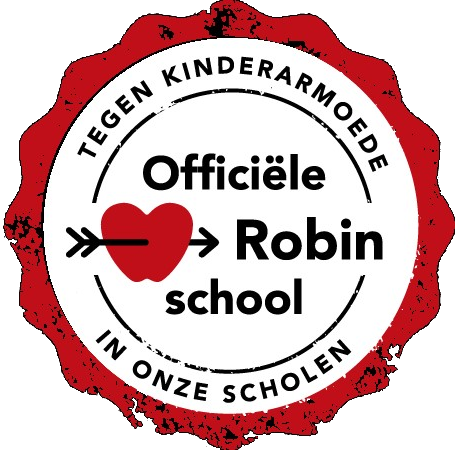 TEGEN KINDERARMOEDE
Officiële
Robin
school
IN ONZE SCHOLEN